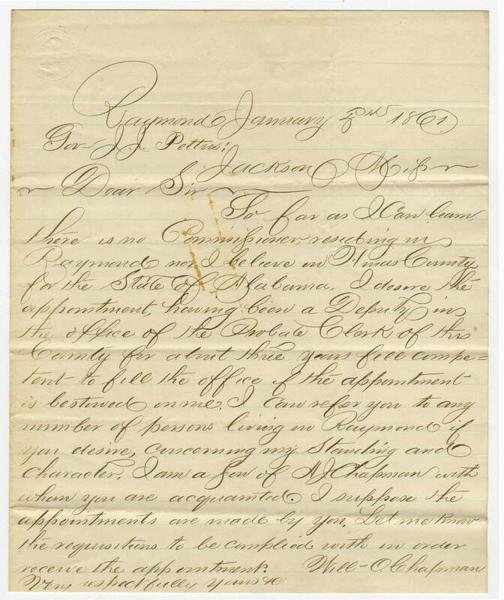 Raymond January 3rd 1861
Gov J. J. Pettus;
Jackson Miss
Dear Sir
So far as I can learn
there is no Commissioner residing in
Raymond nor I believe in Hinds County
for the State of Alabama. I desire the
appointment, having been a Deputy in
the office of the Probate Clerk of this
County for about three years feel compe-
tent to fill the office if the appointment
is bestowed on me. I can refer you to any
number of persons living in Raymond if
you desire, concerning my standing and
character. I am a son of Chapman with
whom you are acquainted I suppose the
appointments are made by you. Let me know
the requisitions to be complied with in order
receive the appointment. Will O. Chapman
Very respectfully yours &c